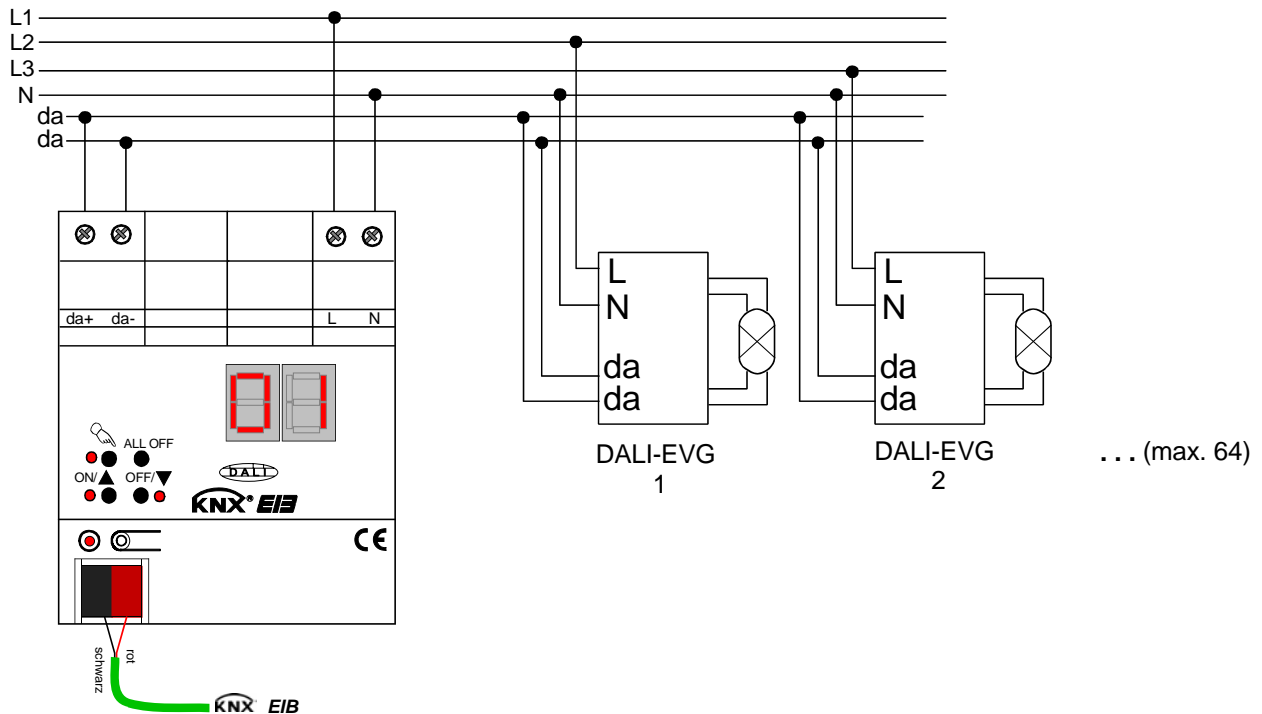 L1
L2
L3
N
da
da
da+ da- L N
01
ALL OFF
ON/▲ OFF/▼
DALI
KNX® EIB
CE
schwarz
rot
KNX EIB
L
N
da
da
DALI-EVG
1
L
N
da
da
DALI-EVG
2
... (max. 64)